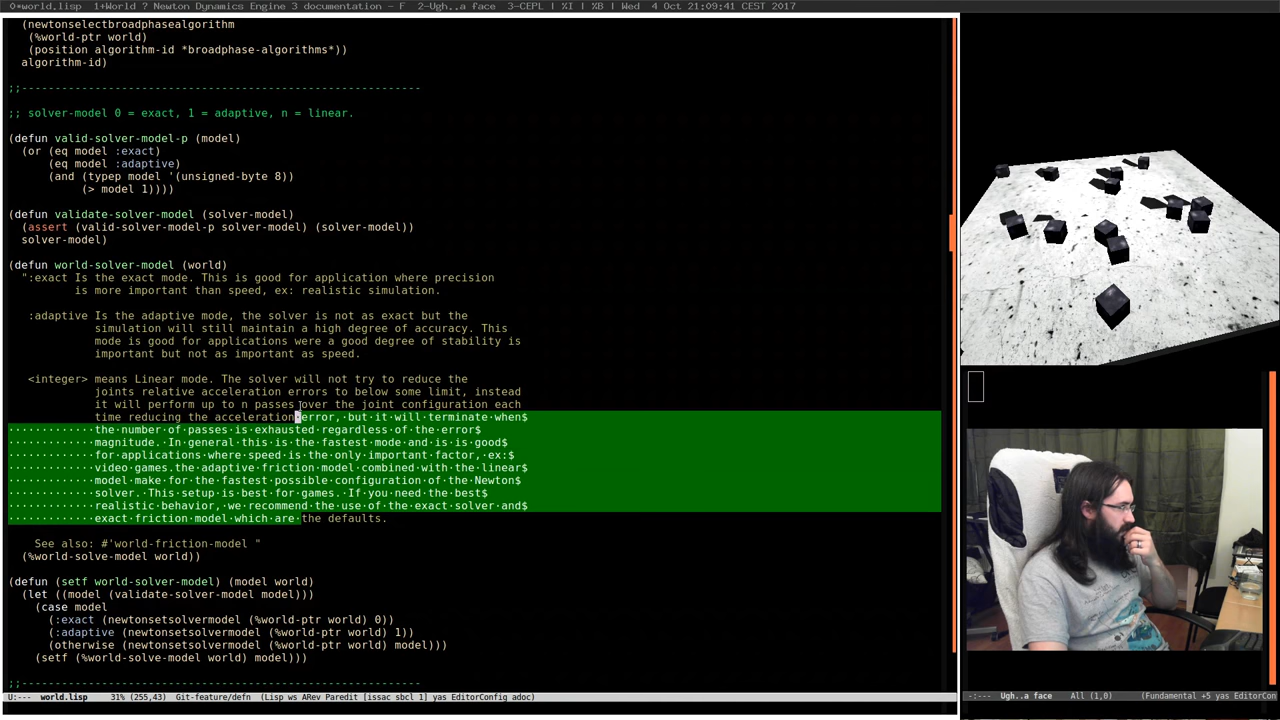 0*world.lisp  1+World ? Newton Dynamics Engine 3 documentation - F  2-Ugh..a face  3-CEPL | %I | %B | Wed  4 Oct 21:09:41 CEST 2017
(newtonselectbroadphasealgorithm
(%world-ptr world)
(position algorithm-id *broadphase-algorithms*))
algorithm-id)
;;------------------------------------------------------------
;; solver-model 0 = exact, 1 = adaptive, n = linear.
(defun valid-solver-model-p (model)
(or (eq model :exact)
(eq model :adaptive)
(and (typep model '(unsigned-byte 8))
(> model 1))))
(defun validate-solver-model (solver-model)
(assert (valid-solver-model-p solver-model) (solver-model))
solver-model)
(defun world-solver-model (world)
":exact Is the exact mode. This is good for application where precision
is more important than speed, ex: realistic simulation.
:adaptive Is the adaptive mode, the solver is not as exact but the
simulation will still maintain a high degree of accuracy. This
mode is good for applications were a good degree of stability is
important but not as important as speed.
<integer> means Linear mode. The solver will not try to reduce the
joints relative acceleration errors to below some limit, instead
it will perform up to n passes over the joint configuration each
time reducing the acceleration·error,·but·it·will·terminate·when$
·············the·number·of·passes·is·exhausted·regardless·of·the·error$
·············magnitude.·In·general·this·is·the·fastest·mode·and·is·is·good$
·············for·applications·where·speed·is·the·only·important·factor,·ex:$
·············video·games.the·adaptive·friction·model·combined·with·the·linear$
·············model·make·for·the·fastest·possible·configuration·of·the·Newton$
·············solver.·This·setup·is·best·for·games.·If·you·need·the·best$
·············realistic·behavior,·we·recommend·the·use·of·the·exact·solver·and$
·············exact·friction·model·which·are·the defaults.
See also: #'world-friction-model "
(%world-solve-model world))
(defun (setf world-solver-model) (model world)
(let ((model (validate-solver-model model)))
(case model
(:exact (newtonsetsolvermodel (%world-ptr world) 0))
(:adaptive (newtonsetsolvermodel (%world-ptr world) 1))
(otherwise (newtonsetsolvermodel (%world-ptr world) model)))
(setf (%world-solve-model world) model)))
;;------------------------------------------------------------
U:---  world.lisp     31% (255,43)  Git-feature/defn  (Lisp ws ARev Paredit [issac sbcl 1] yas EditorConfig adoc)
-:---  Ugh..a face    All (1,0)     (Fundamental +5 yas EditorCon